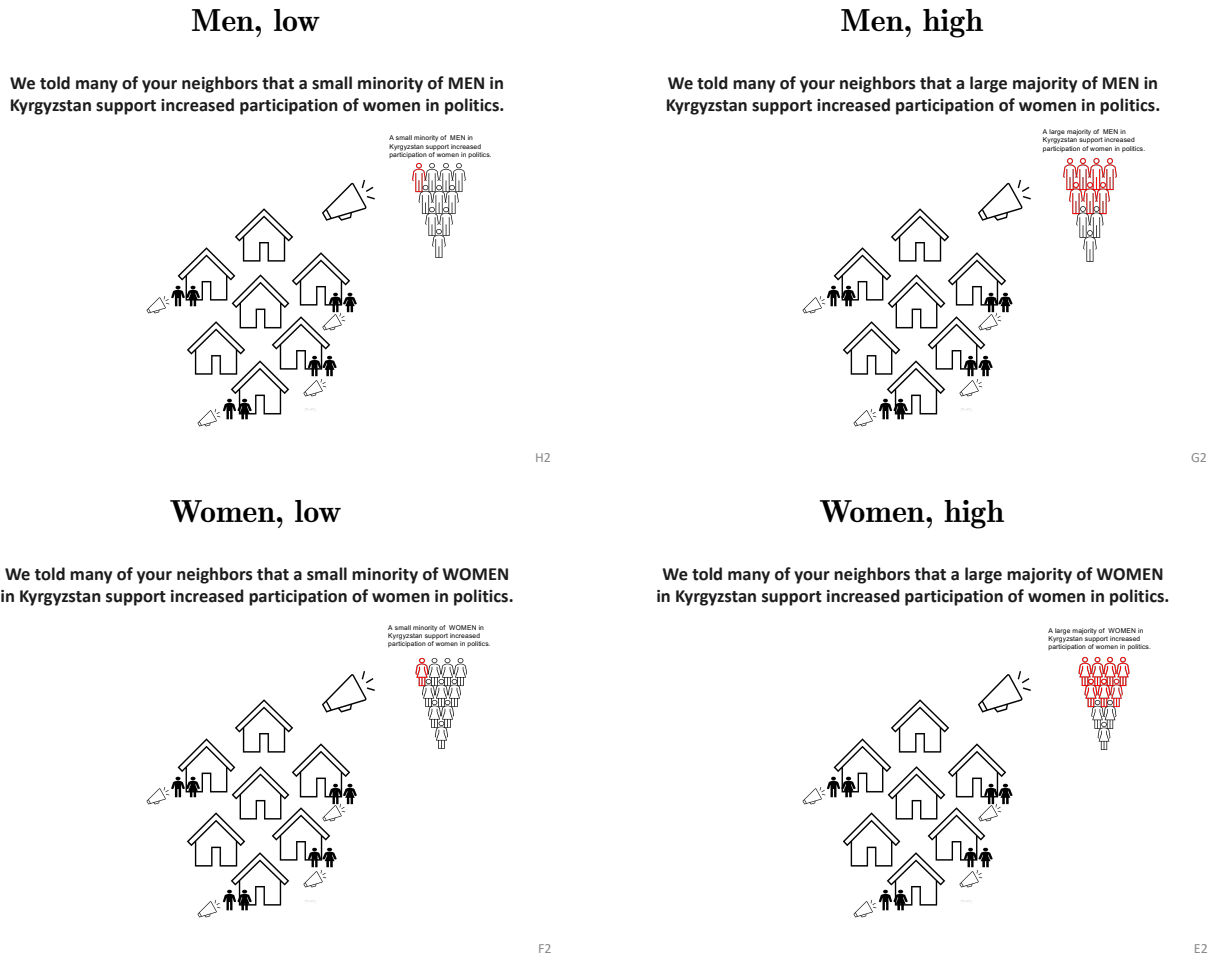 Men, low
We told many of your neighbors that a small minority of MEN in
Kyrgyzstan support increased participation of women in politics.
A small minority of MEN in
Kyrgyzstan support increased
participation of women in politics.
H2
Men, high
We told many of your neighbors that a large majority of MEN in
Kyrgyzstan support increased participation of women in politics.
A large majority of MEN in
Kyrgyzstan support increased
participation of women in politics.
G2
Women, low
We told many of your neighbors that a small minority of WOMEN
in Kyrgyzstan support increased participation of women in politics.
A small minority of WOMEN in
Kyrgyzstan support increased
participation of women in politics.
F2
Women, high
We told many of your neighbors that a large majority of WOMEN
in Kyrgyzstan support increased participation of women in politics.
A large majority of WOMEN in
Kyrgyzstan support increased
participation of women in politics.
E2